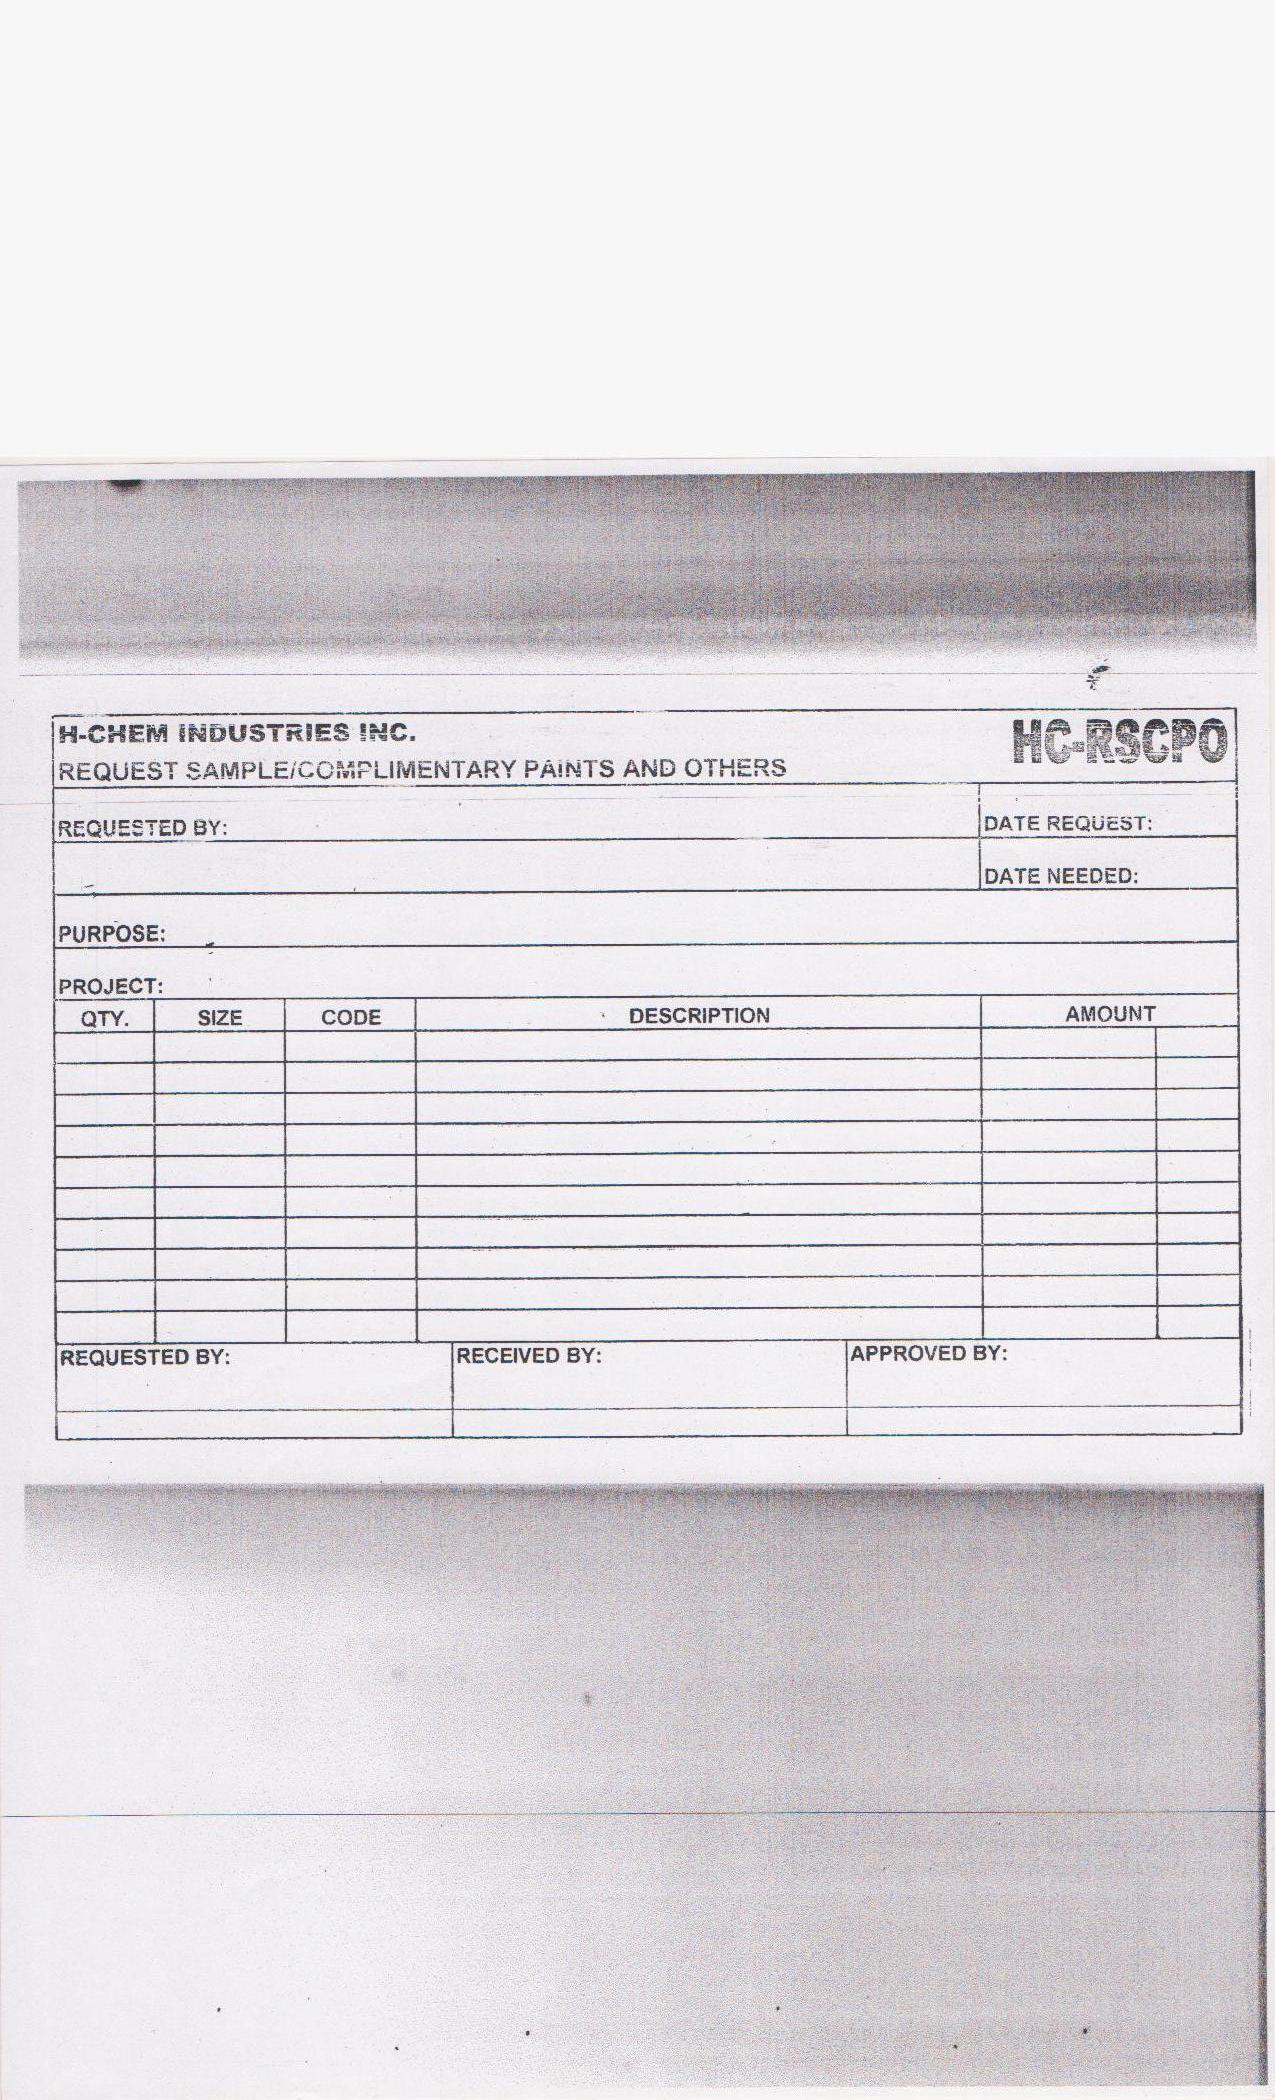 H-CHEM INDUSTRIES INC. HC-RSCPO
REQUEST SAMPLE/COMPLIMENTARY PAINTS AND OTHERS
REQUESTED BY: DATE REQUEST:
DATE NEEDED:
PURPOSE:
PROJECT:
QTY. SIZE CODE DESCRIPTION AMOUNT
REQUESTED BY: RECEIVED BY: APPROVED BY: